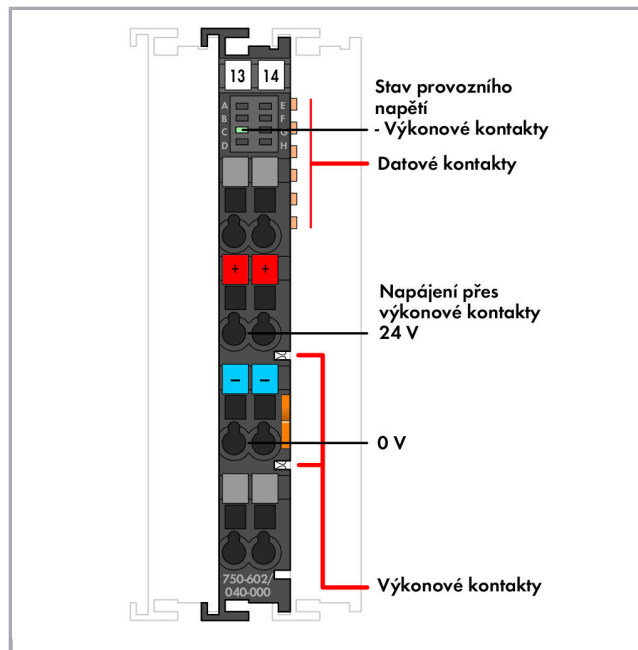 13 14
A E
B F
C G
D H
Stav provozního
napětí
- Výkonové kontakty
Datové kontakty
+ +
Napájení přes
výkonové kontakty
24 V
− −
0 V
750-602/
040-000
Výkonové kontakty